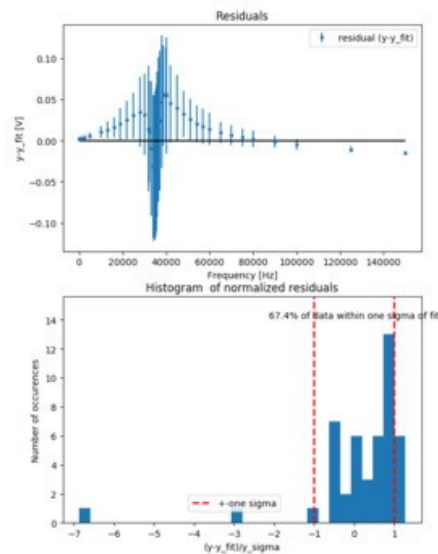 Residuals
residual (y-y_fit)
y-y_fit [V]
0.10
0.05
0.00
−0.05
−0.10
0 20000 40000 60000 80000 100000 120000 140000
Frequency [Hz]
Histogram of normalized residuals
67.4% of data within one sigma of fit
Number of occurences
14
12
10
8
6
4
2
0
+-one sigma
−7 −6 −5 −4 −3 −2 −1 0 1
(y-y_fit)/y_sigma